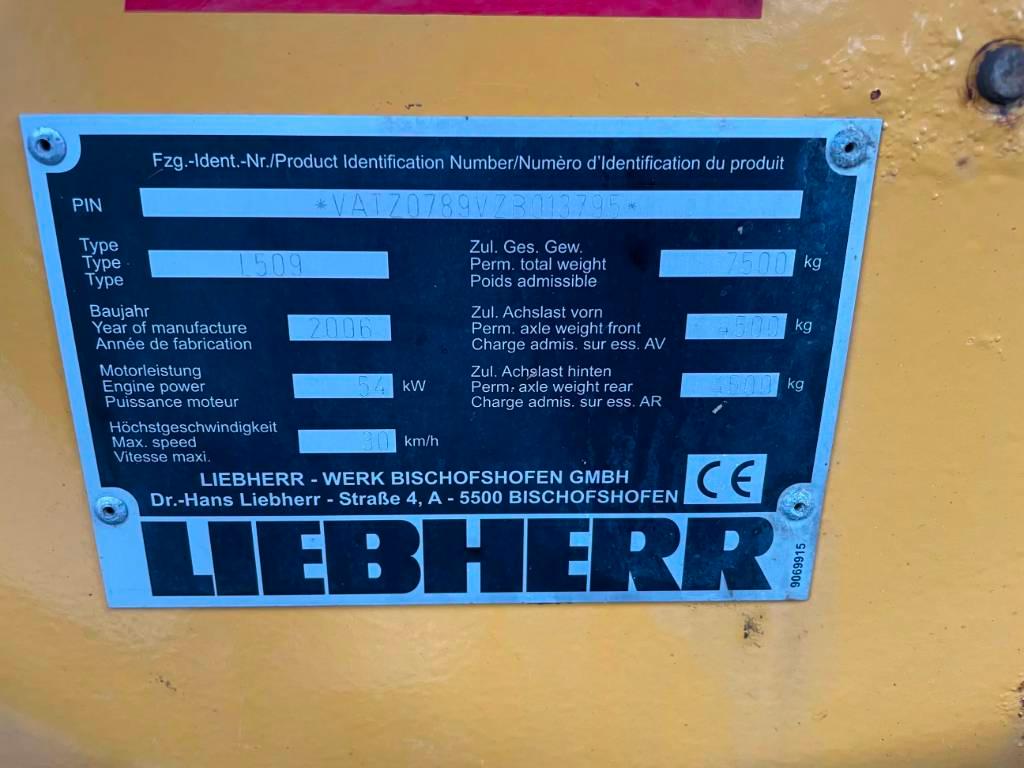 Fzg.-Ident.-Nr./Product Identification Number/Numèro d'Identification du produit
PIN *VATZ0789VZB013795*
Type
Type L509
Type
Zul. Ges. Gew.
Perm. total weight 7500 kg
Poids admissible
Baujahr
Year of manufacture 2006
Année de fabrication
Zul. Achslast vorn
Perm. axle weight front 4500 kg
Charge admis. sur ess. AV
Motorleistung
Engine power 54 kW
Puissance moteur
Zul. Achslast hinten
Perm. axle weight rear 4500 kg
Charge admis. sur ess. AR
Höchstgeschwindigkeit
Max. speed 30 km/h
Vitesse maxi.
LIEBHERR - WERK BISCHOFSHOFEN GMBH
Dr.-Hans Liebherr - Straße 4, A - 5500 BISCHOFSHOFEN
CE
LIEBHERR
9069915